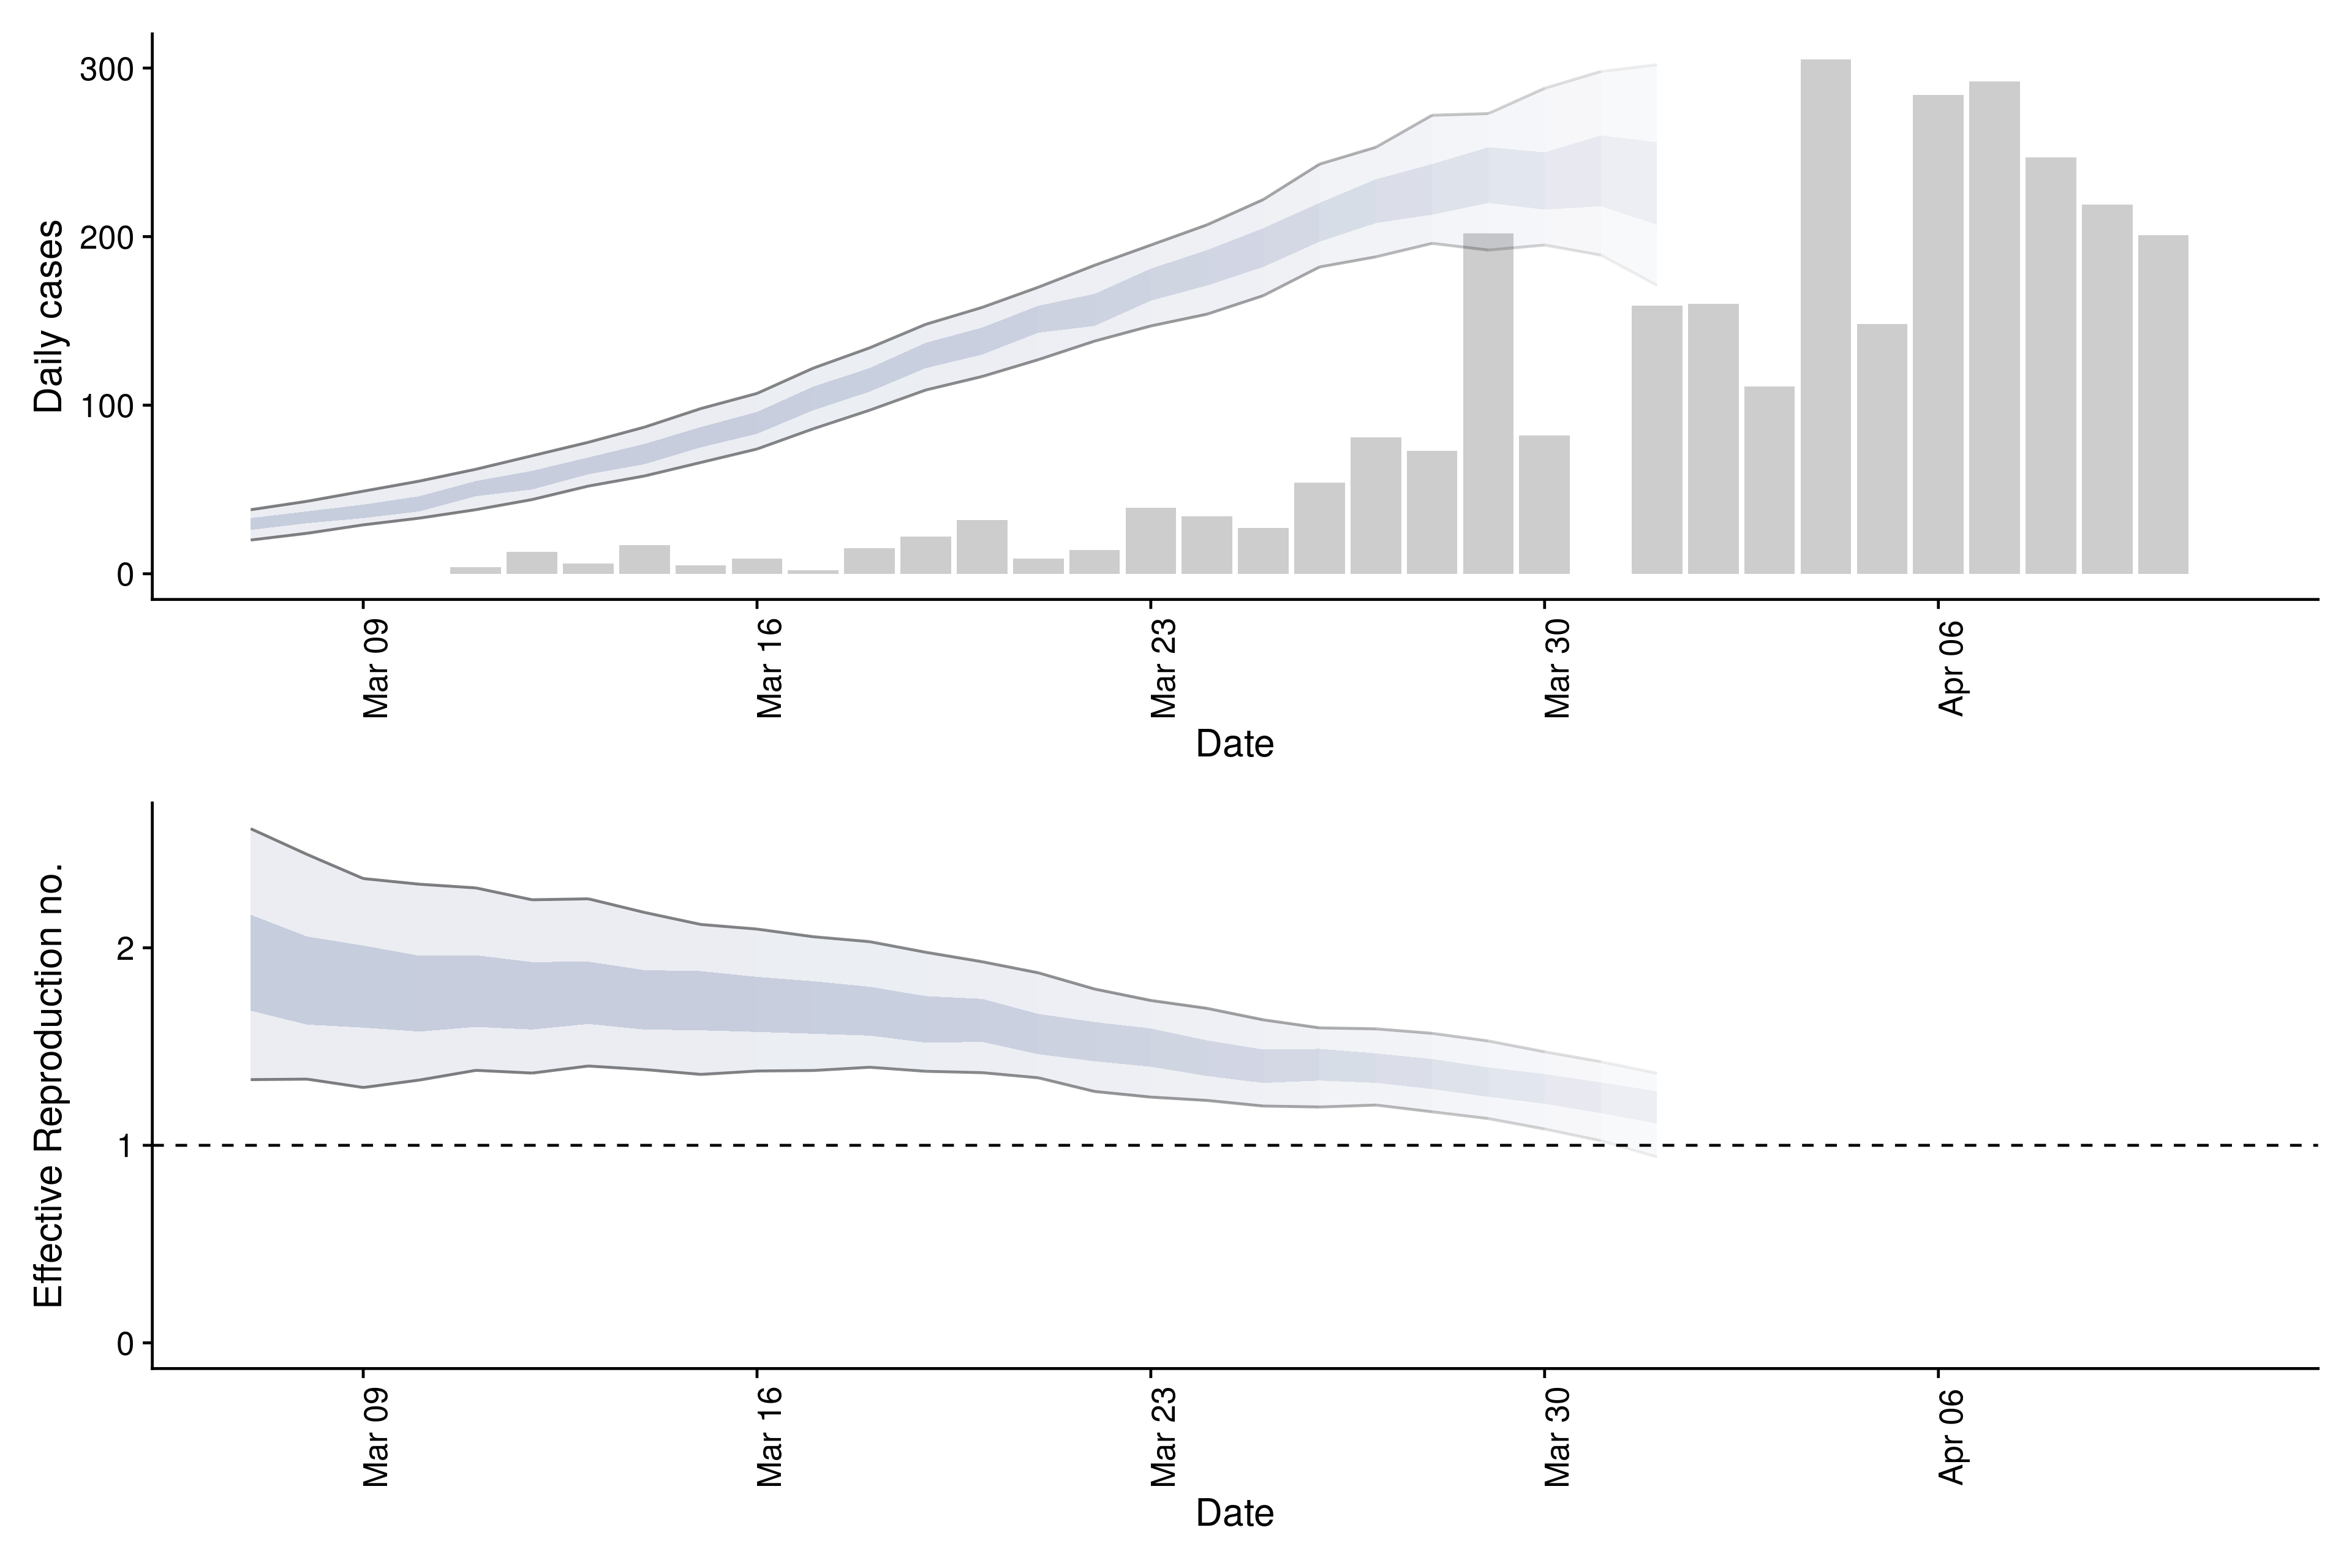 Daily cases
300
200
100
0
Mar 09
Mar 16
Mar 23
Mar 30
Apr 06
Date
Effective Reproduction no.
2
1
0
Mar 09
Mar 16
Mar 23
Mar 30
Apr 06
Date